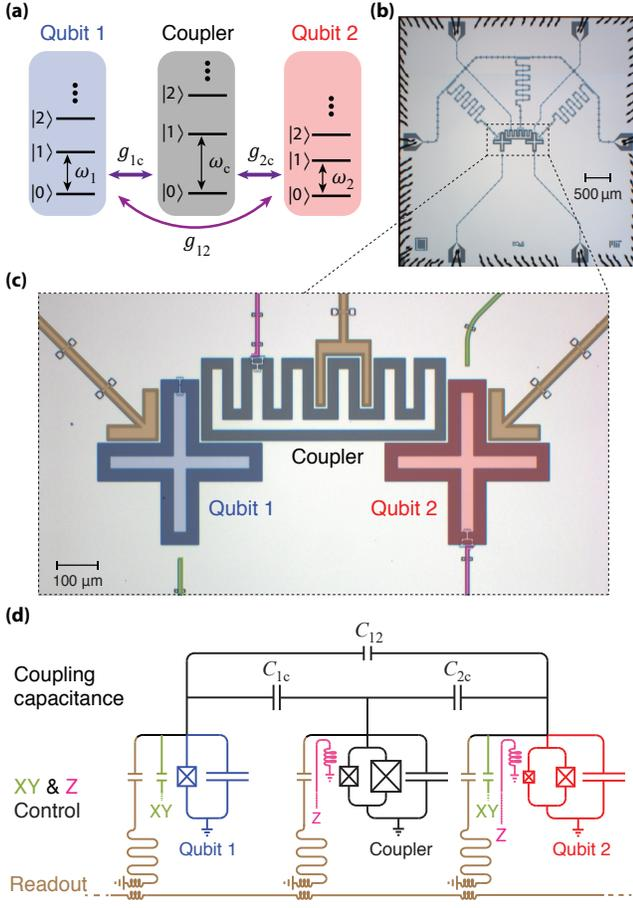 (a)
Qubit 1
Coupler
Qubit 2
|2⟩
|1⟩
|0⟩
ω1
g1c
|2⟩
|1⟩
|0⟩
ωc
g2c
|2⟩
|1⟩
|0⟩
ω2
g12
(b)
500 μm
(c)
Coupler
Qubit 1
Qubit 2
100 μm
(d)
C12
Coupling
capacitance
C1c
C2c
XY & Z
Control
XY
Z
XY
Z
Qubit 1
Coupler
Qubit 2
Readout